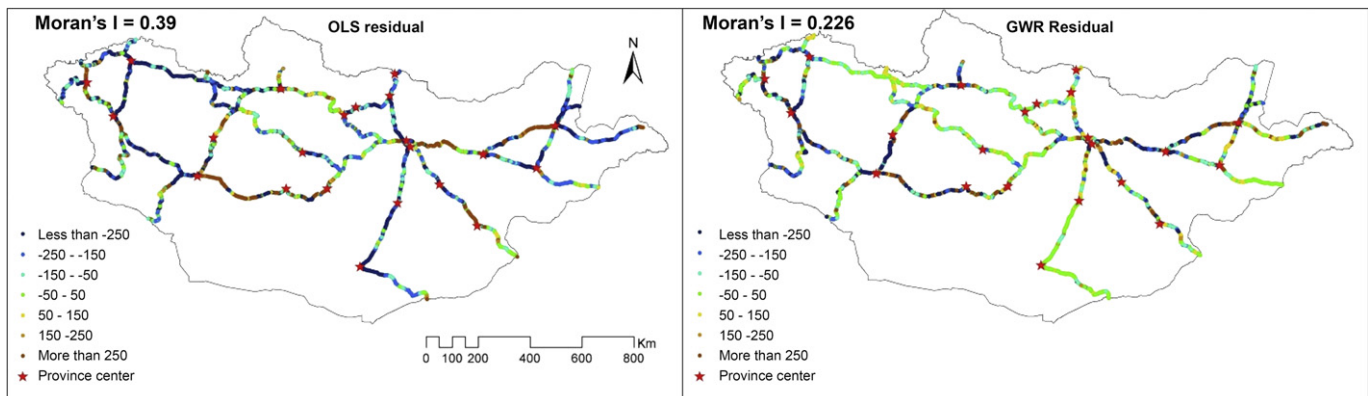 Moran's I = 0.39
OLS residual
N
Less than -250
-250 - -150
-150 - -50
-50 - 50
50 - 150
150 -250
More than 250
Province center
Km
0 100 200 400 600 800
Moran's I = 0.226
GWR Residual
Less than -250
-250 - -150
-150 - -50
-50 - 50
50 - 150
150 -250
More than 250
Province center